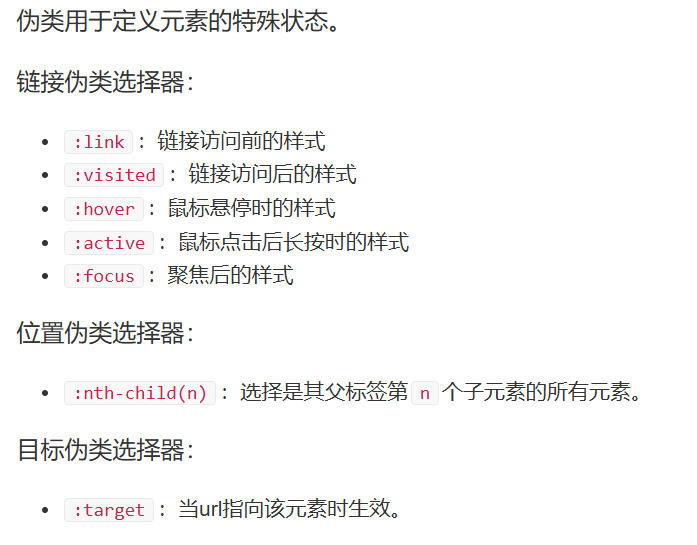 伪类用于定义元素的特殊状态。
链接伪类选择器：
:link：链接访问前的样式
:visited：链接访问后的样式
:hover：鼠标悬停时的样式
:active：鼠标点击后长按时的样式
:focus：聚焦后的样式
位置伪类选择器：
:nth-child(n)：选择是其父标签第n个子元素的所有元素。
目标伪类选择器：
:target：当url指向该元素时生效。